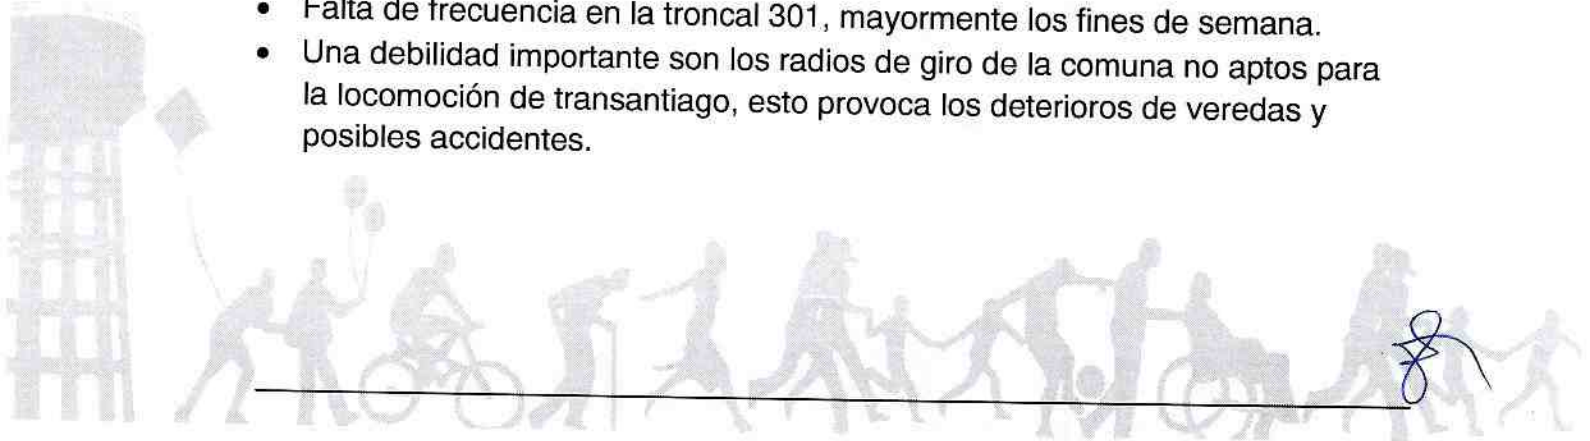 • Falta de frecuencia en la troncal 301, mayormente los fines de semana.
• Una debilidad importante son los radios de giro de la comuna no aptos para
la locomoción de transantiago, esto provoca los deterioros de veredas y
posibles accidentes.